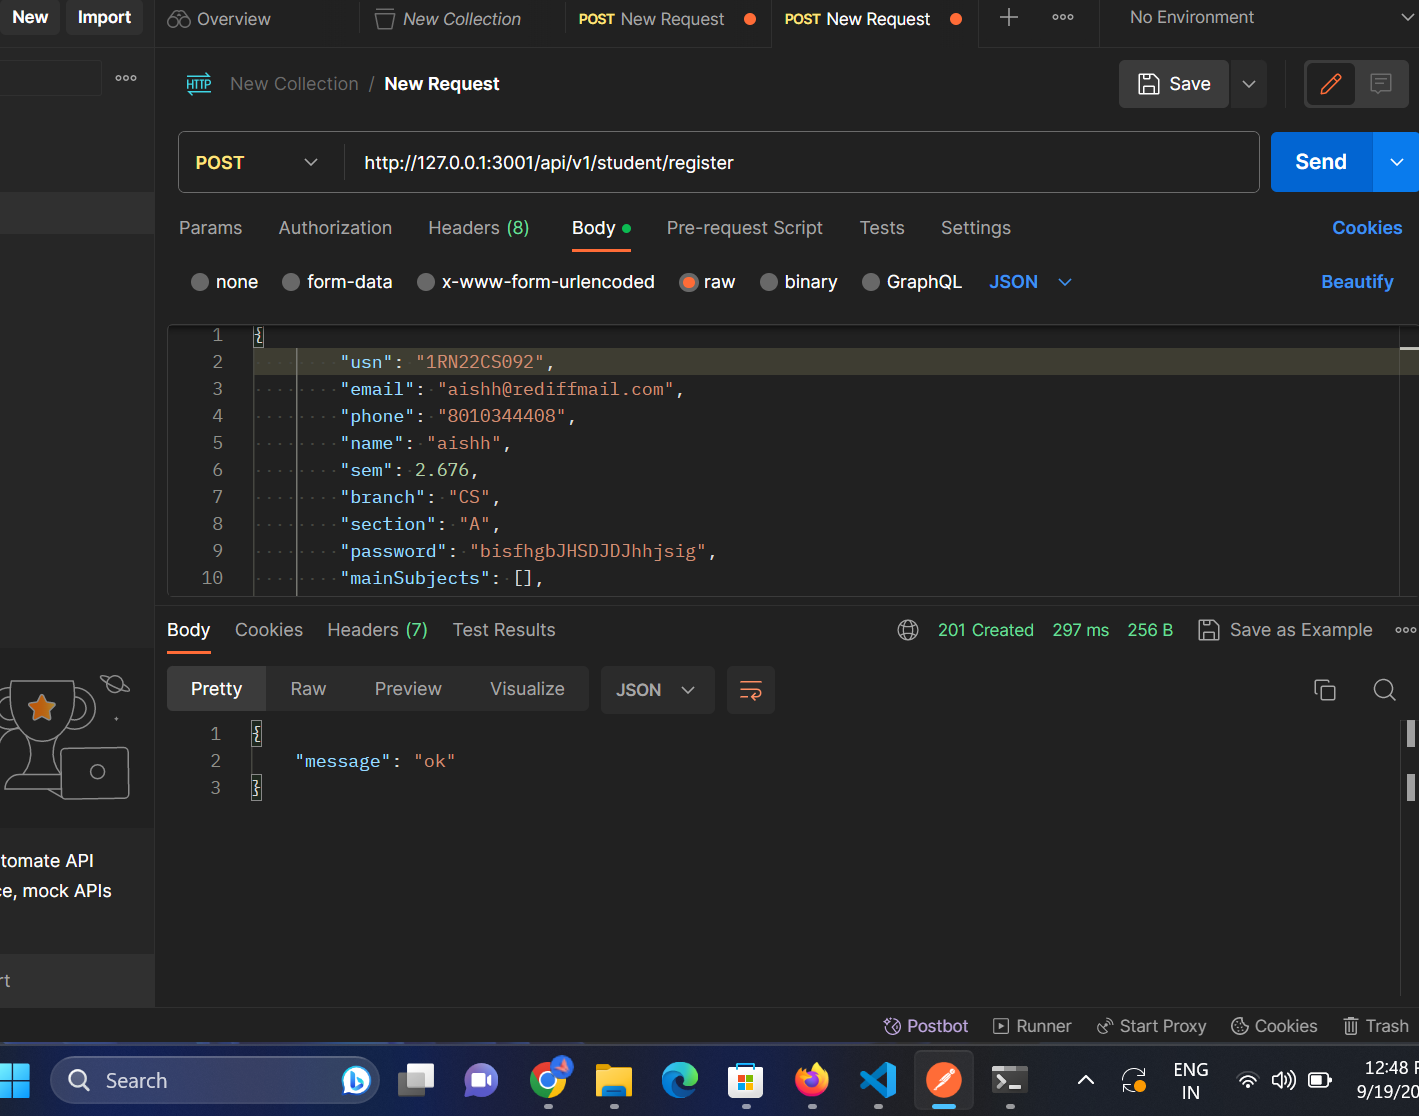 New Import Overview New Collection POST New Request POST New Request No Environment
HTTP New Collection / New Request Save
POST http://127.0.0.1:3001/api/v1/student/register Send
Params Authorization Headers (8) Body Pre-request Script Tests Settings Cookies
none form-data x-www-form-urlencoded raw binary GraphQL JSON Beautify
1 {
2 "usn": "1RN22CS092",
3 "email": "aishh@rediffmail.com",
4 "phone": "8010344408",
5 "name": "aishh",
6 "sem": 2.676,
7 "branch": "CS",
8 "section": "A",
9 "password": "bisfhgbJHSDJDJhhjsig",
10 "mainSubjects": [],
Body Cookies Headers (7) Test Results 201 Created 297 ms 256 B Save as Example
Pretty Raw Preview Visualize JSON
1 {
2 "message": "ok"
3 }
tomate API
ce, mock APIs
rt
Postbot Runner Start Proxy Cookies Trash
Search ENG 12:48
IN 9/19/20